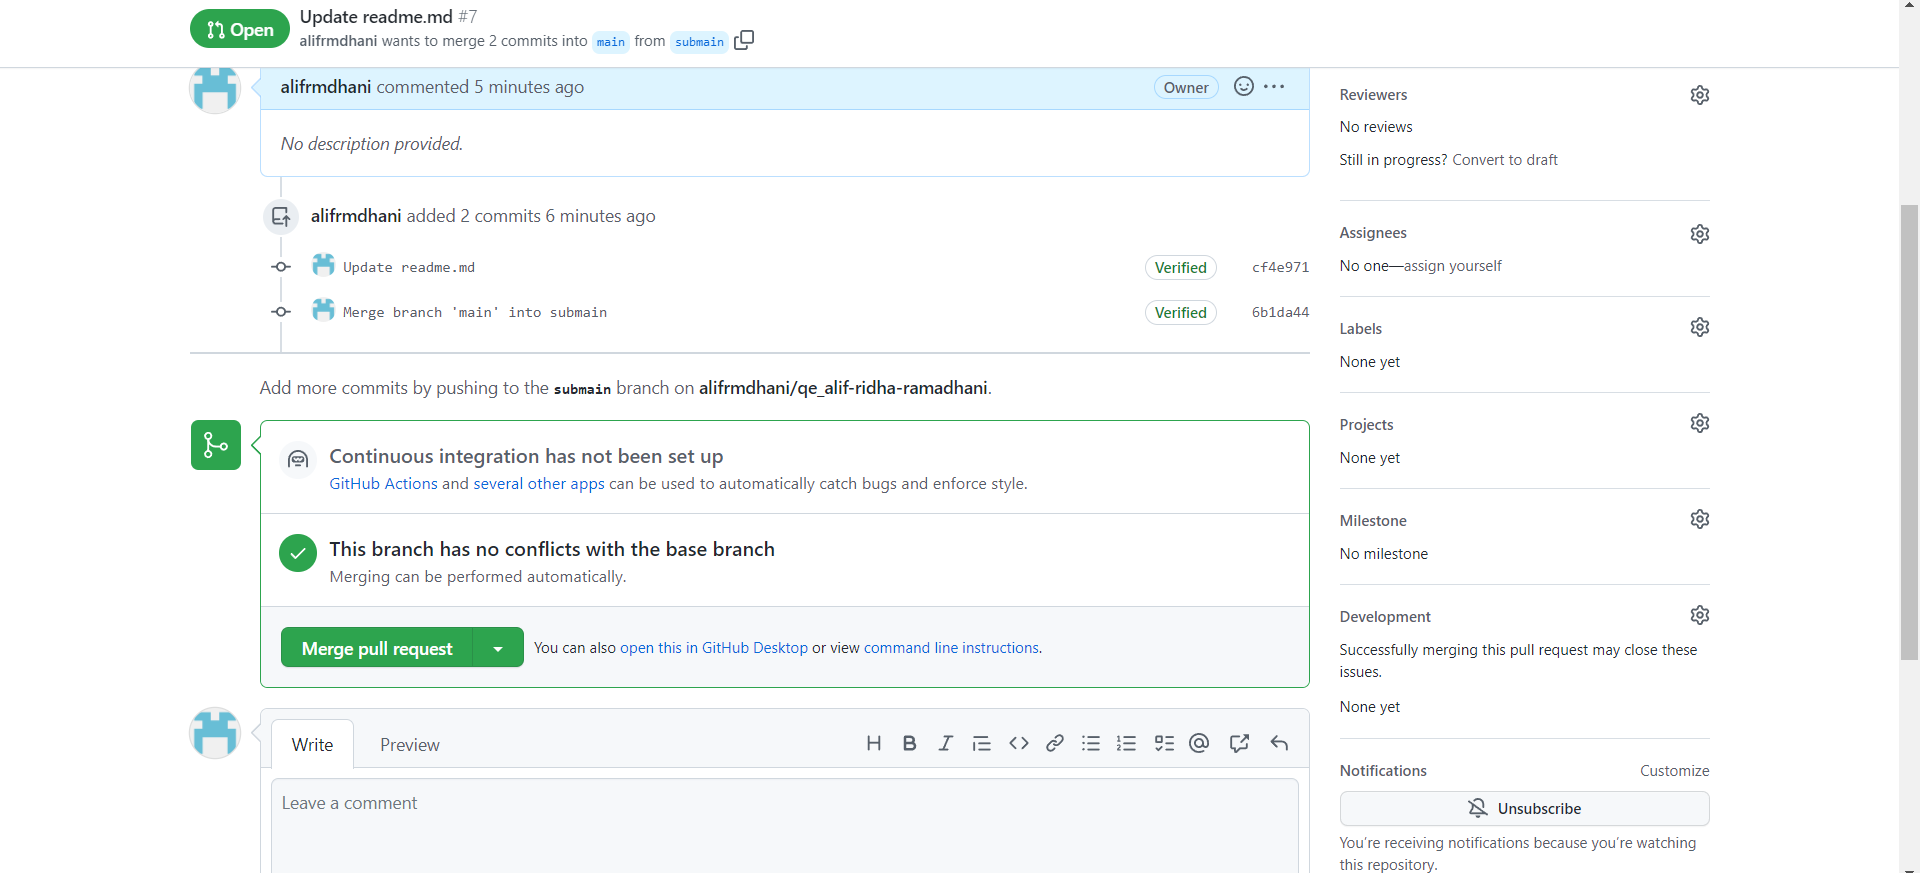 Open
Update readme.md #7
alifrmdhani wants to merge 2 commits into main from submain
alifrmdhani commented 5 minutes ago
Owner
No description provided.
alifrmdhani added 2 commits 6 minutes ago
Update readme.md Verified cf4e971
Merge branch 'main' into submain Verified 6b1da44
Add more commits by pushing to the submain branch on alifrmdhani/qe_alif-ridha-ramadhani.
Continuous integration has not been set up
GitHub Actions and several other apps can be used to automatically catch bugs and enforce style.
This branch has no conflicts with the base branch
Merging can be performed automatically.
Merge pull request
You can also open this in GitHub Desktop or view command line instructions.
Write Preview
Leave a comment
Reviewers
No reviews
Still in progress? Convert to draft
Assignees
No one—assign yourself
Labels
None yet
Projects
None yet
Milestone
No milestone
Development
Successfully merging this pull request may close these
issues.
None yet
Notifications Customize
Unsubscribe
You’re receiving notifications because you’re watching
this repository.